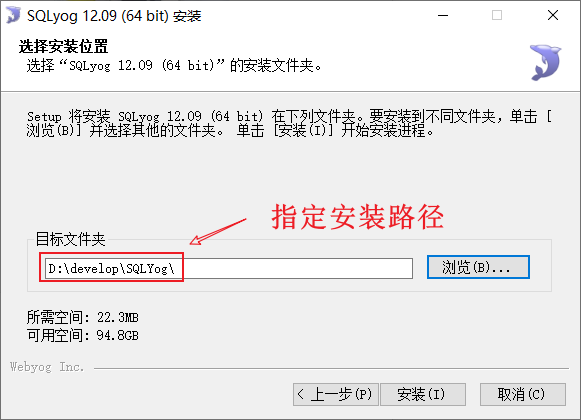 SQLyog 12.09 (64 bit) 安装
选择安装位置
选择“SQLyog 12.09 (64 bit)”的安装文件夹。
Setup 将安装 SQLyog 12.09 (64 bit) 在下列文件夹。要安装到不同文件夹，单击 [
浏览(B)] 并选择其他的文件夹。 单击 [安装(I)] 开始安装进程。
指定安装路径
目标文件夹
D:\develop\SQLYog\
浏览(B)...
所需空间: 22.3MB
可用空间: 94.8GB
Webyog Inc.
< 上一步(P)
安装(I)
取消(C)